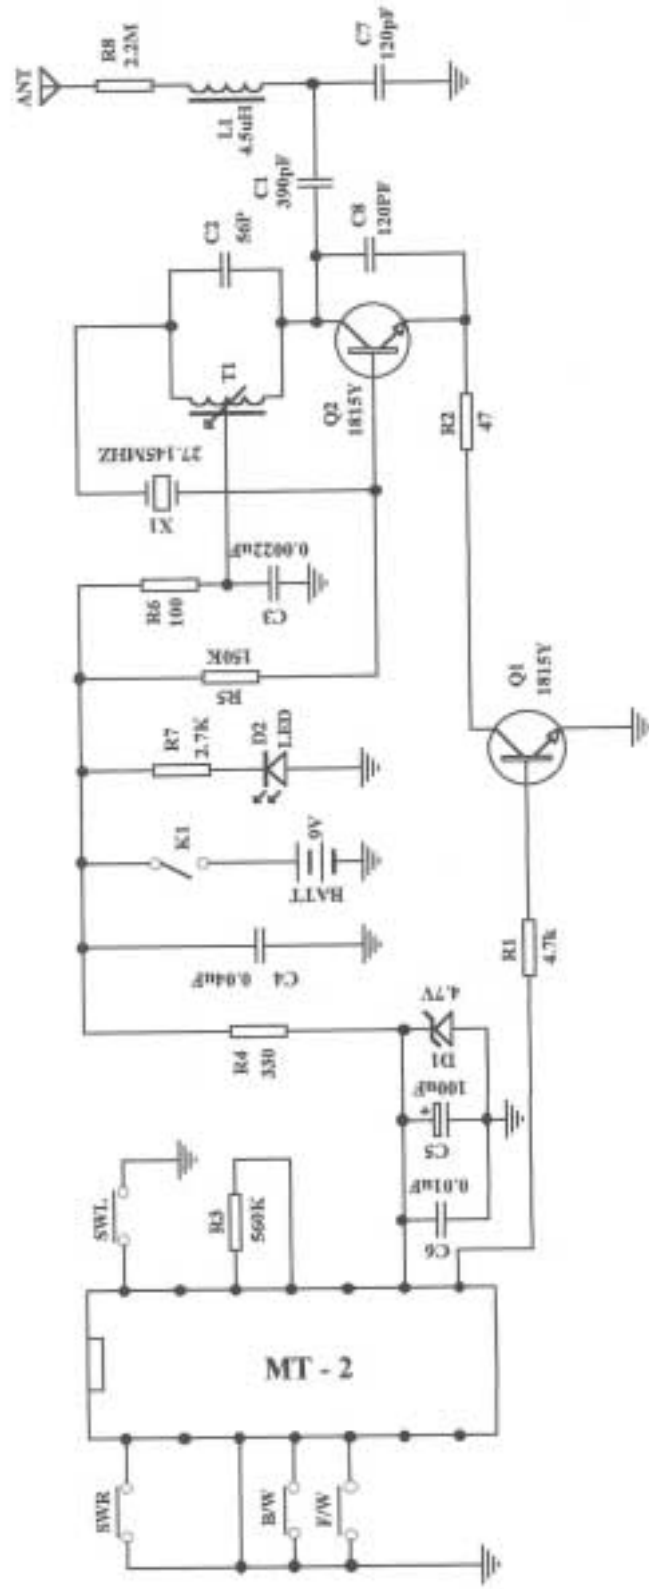 ANT
R8
2.2M
L1
4.5uH
C7
120pF
C1
390pF
C2
56P
C8
120PF
T1
Q2
1815Y
27.145MHZ
X1
R2
47
R6
100
0.0022uF
C3
150K
R5
R7
2.7K
D2
LED
K1
9V
BATT
0.04uF
C4
Q1
1815Y
R1
4.7k
R4
330
4.7V
D1
100uF
+
C5
0.01uF
C6
SWL
R3
560K
MT - 2
SWR
B/W
F/W